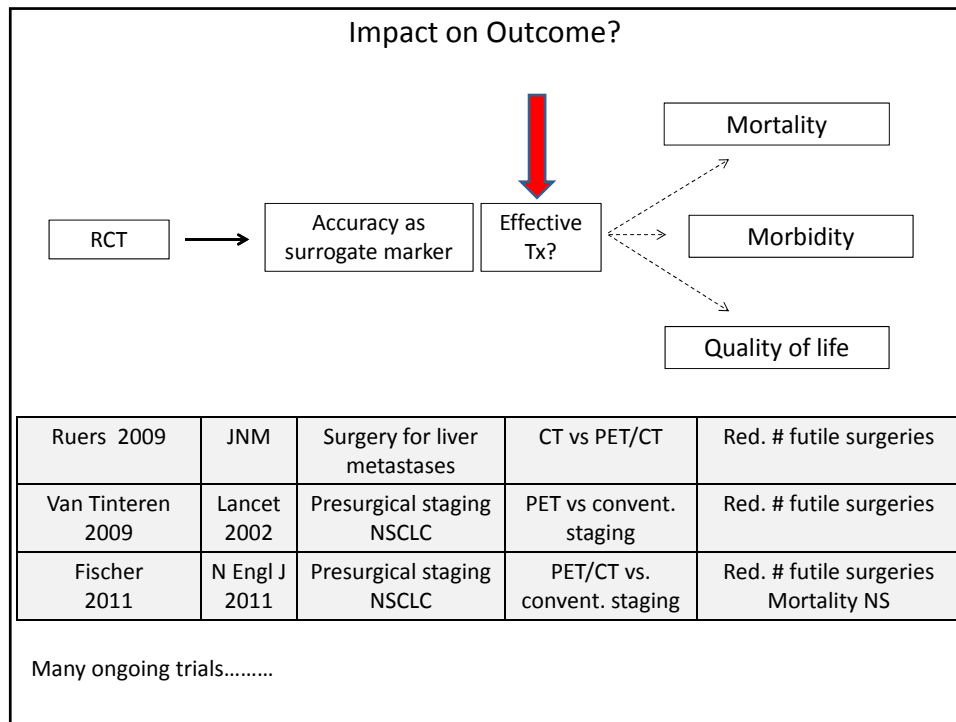 Impact on Outcome?
Mortality
RCT
Accuracy as
surrogate marker
Effective
Tx?
Morbidity
Quality of life
Ruers 2009 JNM Surgery for liver CT vs PET/CT Red. # futile surgeries
metastases
Van Tinteren Lancet Presurgical staging PET vs convent. Red. # futile surgeries
2009 2002 NSCLC staging
Fischer N Engl J Presurgical staging PET/CT vs. Red. # futile surgeries
2011 2011 NSCLC convent. staging Mortality NS
Many ongoing trials.........